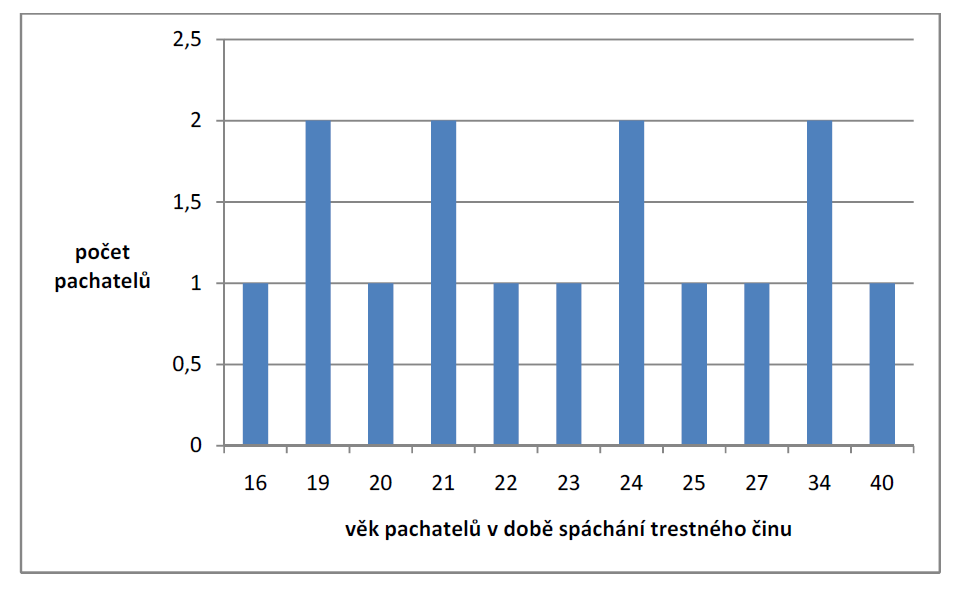 2,5
2
1,5
1
0,5
0
počet
pachatelů
16 19 20 21 22 23 24 25 27 34 40
věk pachatelů v době spáchání trestného činu